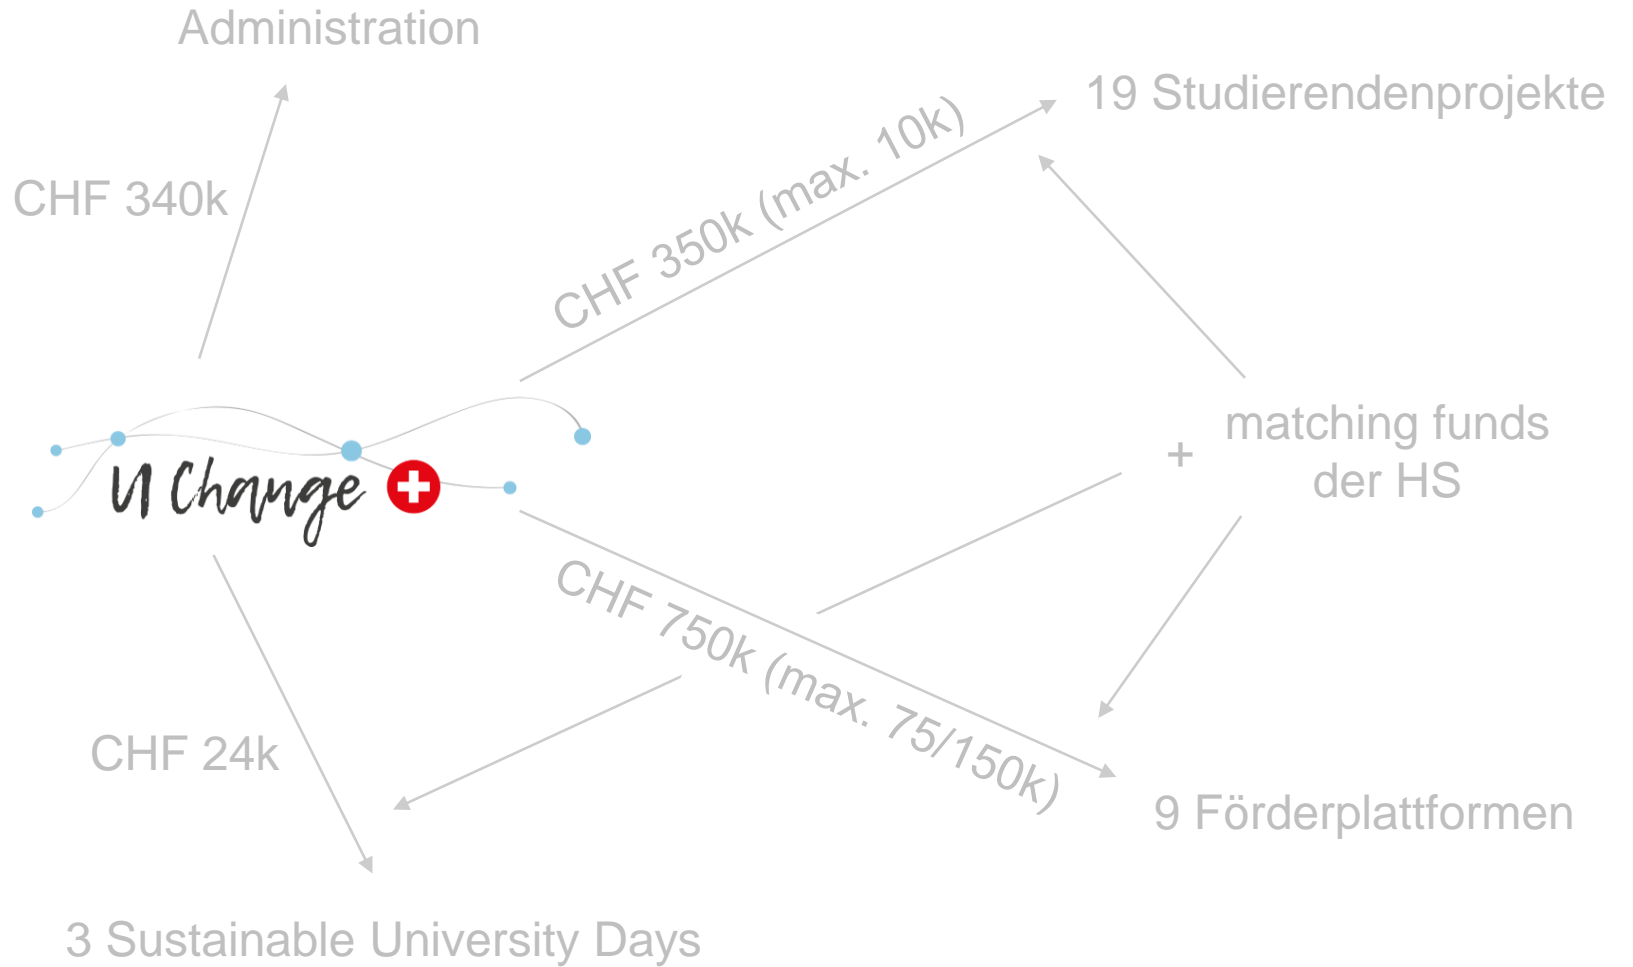 Administration
19 Studierendenprojekte
CHF 340k
CHF 350k (max. 10k)
U Change
+
matching funds
der HS
CHF 750k (max. 75/150k)
CHF 24k
9 Förderplattformen
3 Sustainable University Days